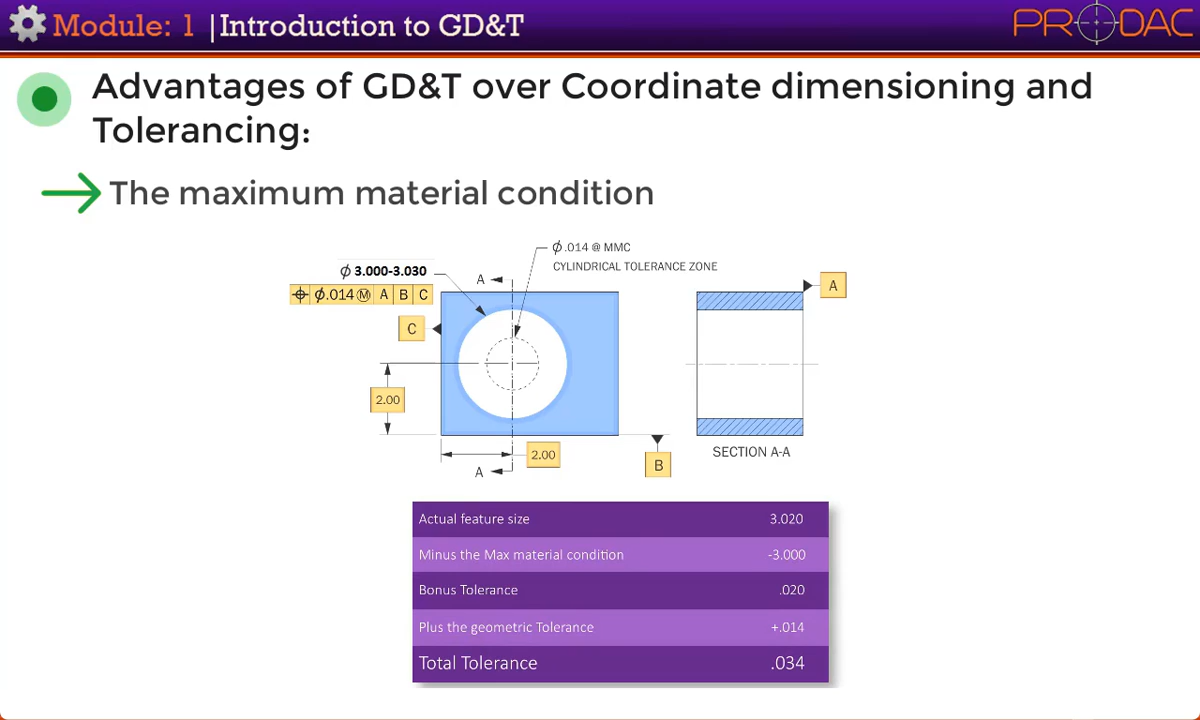 Module: 1 |Introduction to GD&T
PRODAC
Advantages of GD&T over Coordinate dimensioning and
Tolerancing:
The maximum material condition
⌀ .014 @ MMC
CYLINDRICAL TOLERANCE ZONE
⌀ 3.000-3.030
⌖ ⌀.014 Ⓜ A B C
A
A
C
2.00
2.00
A
B
SECTION A-A
Actual feature size 3.020
Minus the Max material condition -3.000
Bonus Tolerance .020
Plus the geometric Tolerance +.014
Total Tolerance .034